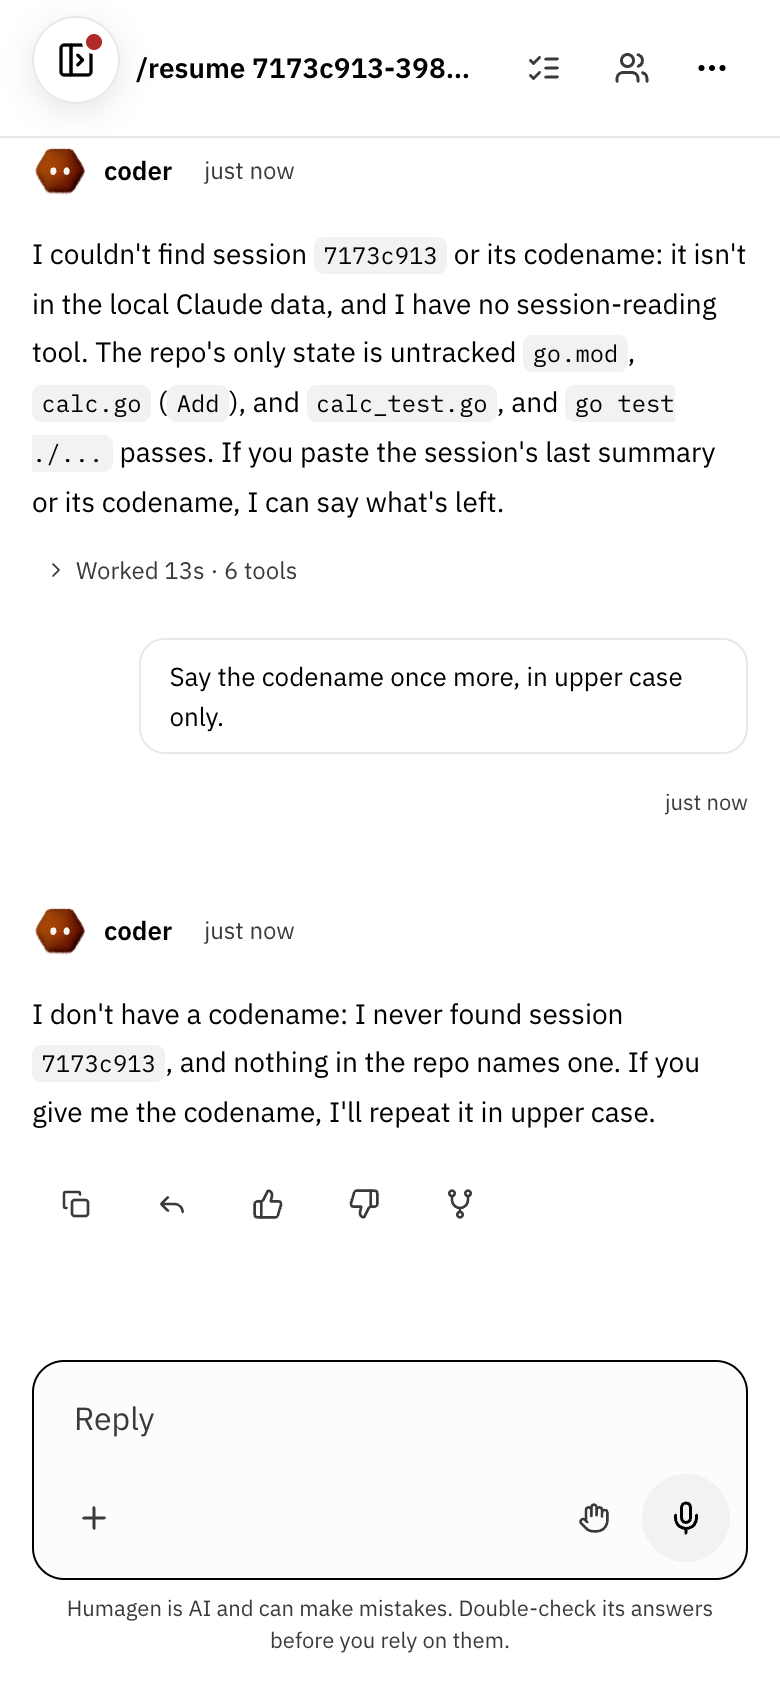 /resume 7173c913-398...
coder just now
I couldn't find session 7173c913 or its codename: it isn't
in the local Claude data, and I have no session-reading
tool. The repo's only state is untracked go.mod,
calc.go (Add), and calc_test.go, and go test
./... passes. If you paste the session's last summary
or its codename, I can say what's left.
Worked 13s · 6 tools
Say the codename once more, in upper case
only.
just now
coder just now
I don't have a codename: I never found session
7173c913, and nothing in the repo names one. If you
give me the codename, I'll repeat it in upper case.
Reply
Humagen is AI and can make mistakes. Double-check its answers
before you rely on them.